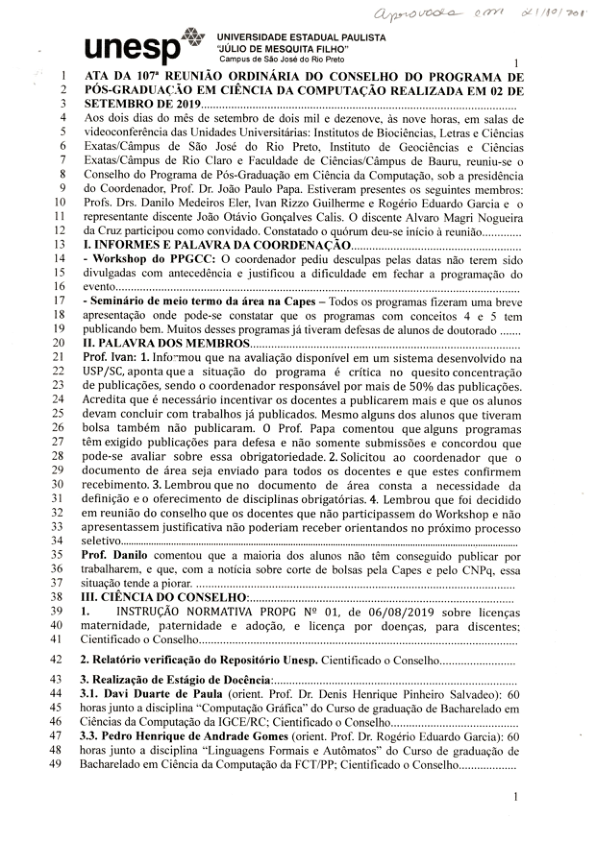 Aprovada em 21/10/201
unesp
UNIVERSIDADE ESTADUAL PAULISTA
"JÚLIO DE MESQUITA FILHO"
Campus de São José do Rio Preto
1
1 ATA DA 107ª REUNIÃO ORDINÁRIA DO CONSELHO DO PROGRAMA DE
2 PÓS-GRADUAÇÃO EM CIÊNCIA DA COMPUTAÇÃO REALIZADA EM 02 DE
3 SETEMBRO DE 2019.................................................................
4 Aos dois dias do mês de setembro de dois mil e dezenove, às nove horas, em salas de
5 videoconferência das Unidades Universitárias: Institutos de Biociências, Letras e Ciências
6 Exatas/Câmpus de São José do Rio Preto, Instituto de Geociências e Ciências
7 Exatas/Campus de Rio Claro e Faculdade de Ciências/Câmpus de Bauru, reuniu-se o
8 Conselho do Programa de Pós-Graduação em Ciência da Computação, sob a presidência
9 do Coordenador, Prof. Dr. João Paulo Papa. Estiveram presentes os seguintes membros:
10 Profs. Drs. Danilo Medeiros Eler, Ivan Rizzo Guilherme e Rogério Eduardo Garcia e o
11 representante discente João Otávio Gonçalves Calis. O discente Alvaro Magri Nogueira
12 da Cruz participou como convidado. Constatado o quórum deu-se início à reunião.................
13 I. INFORMES E PALAVRA DA COORDENAÇÃO........................................
14 - Workshop do PPGCC: O coordenador pediu desculpas pelas datas não terem sido
15 divulgadas com antecedência e justificou a dificuldade em fechar a programação do
16 evento.................................................................
17 - Seminário de meio termo da área na Capes – Todos os programas fizeram uma breve
18 apresentação onde pode-se constatar que os programas com conceitos 4 e 5 tem
19 publicando bem. Muitos desses programas já tiveram defesas de alunos de doutorado .......
20 II. PALAVRA DOS MEMBROS.................................................................
21 Prof. Ivan: 1. Informou que na avaliação disponível em um sistema desenvolvido na
22 USP/SC, aponta que a situação do programa é crítica no quesito concentração
23 de publicações, sendo o coordenador responsável por mais de 50% das publicações.
24 Acredita que é necessário incentivar os docentes a publicarem mais e que os alunos
25 devam concluir com trabalhos já publicados. Mesmo alguns dos alunos que tiveram
26 bolsa também não publicaram. O Prof. Papa comentou que alguns programas
27 têm exigido publicações para defesa e não somente submissões e concordou que
28 pode-se avaliar sobre essa obrigatoriedade. 2. Solicitou ao coordenador que o
29 documento de área seja enviado para todos os docentes e que estes confirmem
30 recebimento. 3. Lembrou que no documento de área consta a necessidade da
31 definição e o oferecimento de disciplinas obrigatórias. 4. Lembrou que foi decidido
32 em reunião do conselho que os docentes que não participassem do Workshop e não
33 apresentassem justificativa não poderiam receber orientandos no próximo processo
34 seletivo.................................................................
35 Prof. Danilo comentou que a maioria dos alunos não têm conseguido publicar por
36 trabalharem, e que, com a notícia sobre corte de bolsas pela Capes e pelo CNPq, essa
37 situação tende a piorar. .................................................................
38 III. CIÊNCIA DO CONSELHO:.................................................................
39 1. INSTRUÇÃO NORMATIVA PROPG Nº 01, de 06/08/2019 sobre licenças
40 maternidade, paternidade e adoção, e licença por doenças, para discentes;
41 Cientificado o Conselho.................................................................
42 2. Relatório verificação do Repositório Unesp. Cientificado o Conselho.......................
43 3. Realização de Estágio de Docência:.................................................................
44 3.1. Davi Duarte de Paula (orient. Prof. Dr. Denis Henrique Pinheiro Salvadeo): 60
45 horas junto a disciplina “Computação Gráfica” do Curso de graduação de Bacharelado em
46 Ciências da Computação da IGCE/RC; Cientificado o Conselho.......................................
47 3.3. Pedro Henrique de Andrade Gomes (orient. Prof. Dr. Rogério Eduardo Garcia): 60
48 horas junto a disciplina “Linguagens Formais e Autômatos” do Curso de graduação de
49 Bacharelado em Ciência da Computação da FCT/PP; Cientificado o Conselho...................
1